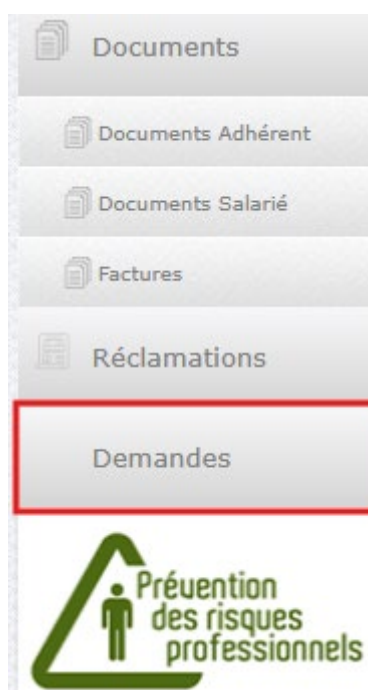 Documents
Documents Adhérent
Documents Salarié
Factures
Réclamations
Demandes
Prévention
des risques
professionnels